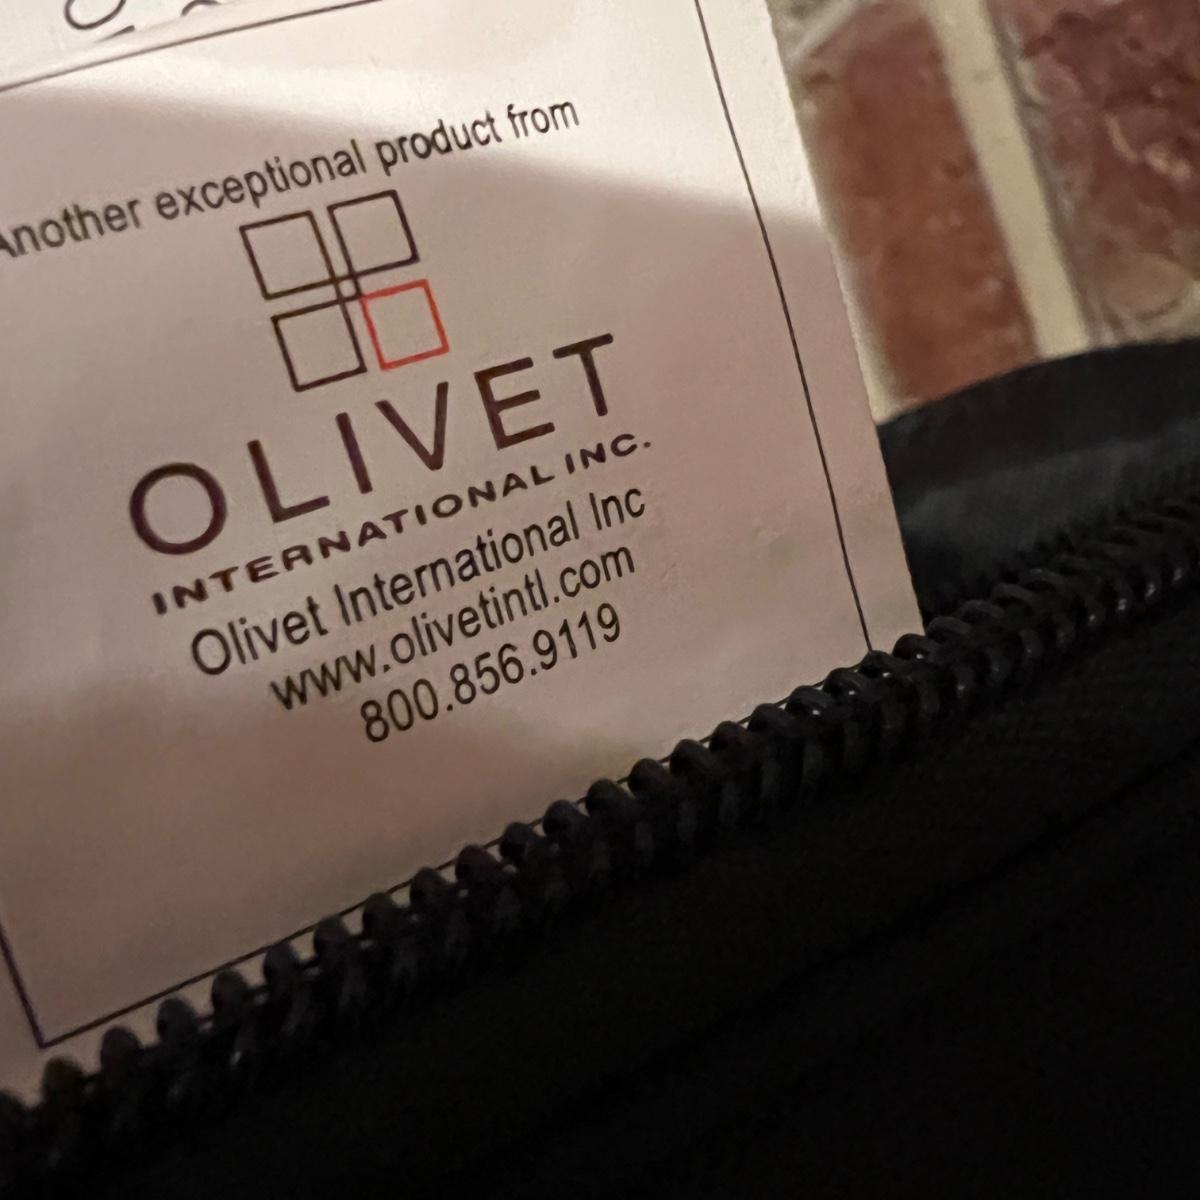 Another exceptional product from
OLIVET
INTERNATIONAL INC.
Olivet International Inc
www.olivetintl.com
800.856.9119